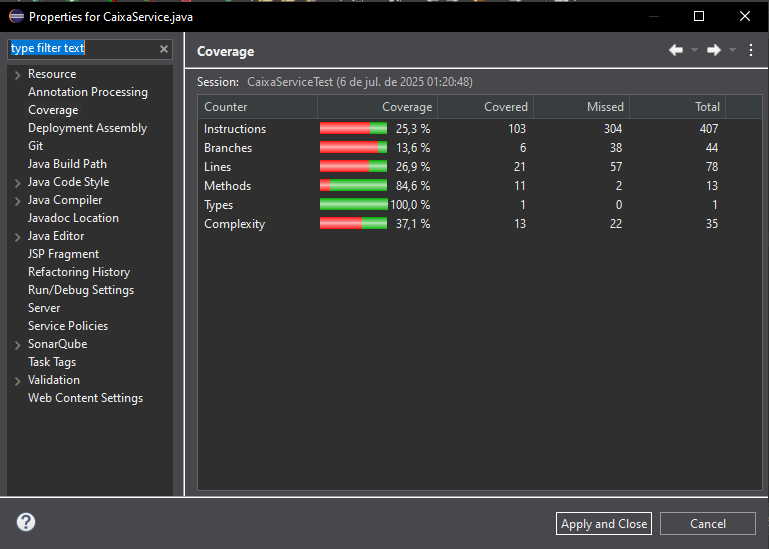 Properties for CaixaService.java
type filter text
Resource
Annotation Processing
Coverage
Deployment Assembly
Git
Java Build Path
Java Code Style
Java Compiler
Javadoc Location
Java Editor
JSP Fragment
Refactoring History
Run/Debug Settings
Server
Service Policies
SonarQube
Task Tags
Validation
Web Content Settings
Coverage
Session: CaixaServiceTest (6 de jul. de 2025 01:20:48)
Counter Coverage Covered Missed Total
Instructions 25,3 % 103 304 407
Branches 13,6 % 6 38 44
Lines 26,9 % 21 57 78
Methods 84,6 % 11 2 13
Types 100,0 % 1 0 1
Complexity 37,1 % 13 22 35
Apply and Close Cancel